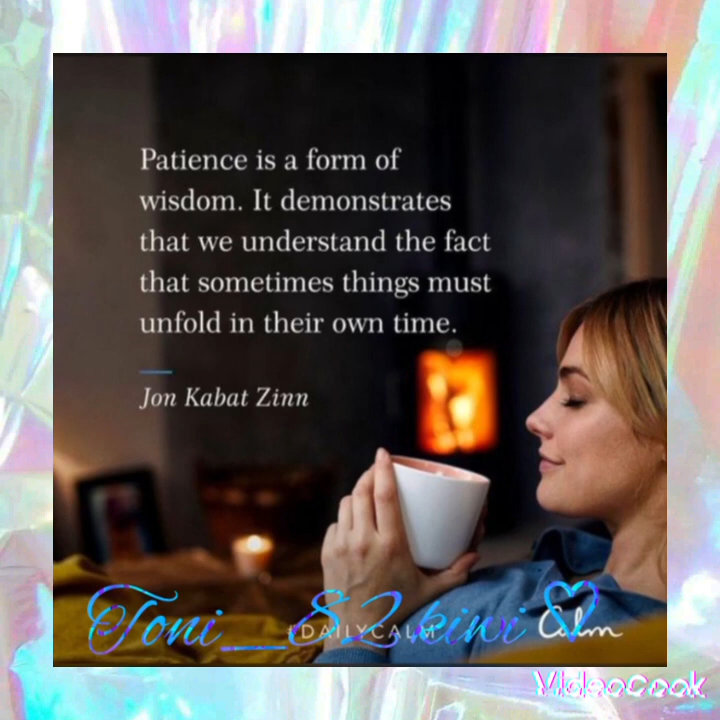 Patience is a form of
wisdom. It demonstrates
that we understand the fact
that sometimes things must
unfold in their own time.
Jon Kabat Zinn
Toni__82kiwi
#DAILYCALM
Calm
VideoCook